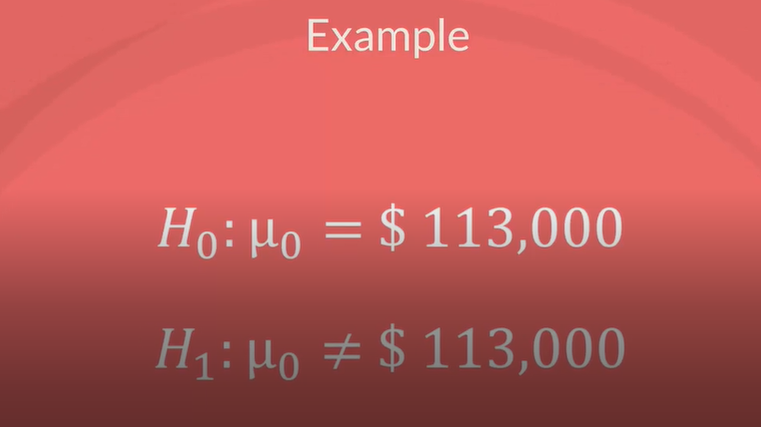 Example
H₀: μ₀ = $ 113,000
H₁: μ₀ ≠ $ 113,000